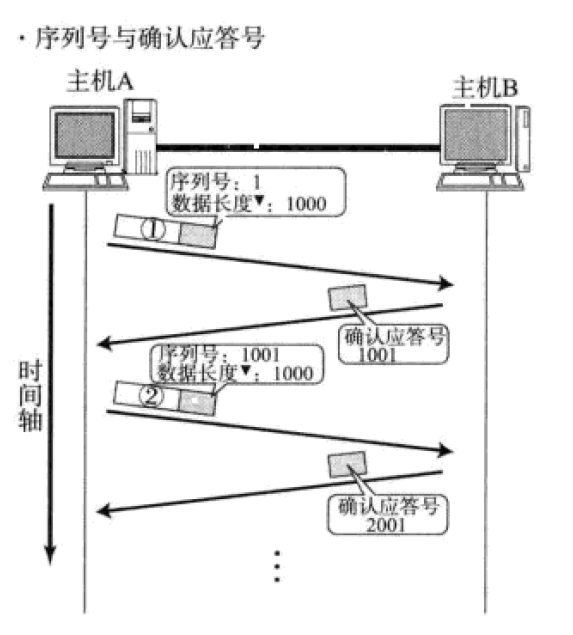 ·序列号与确认应答号
主机A
主机B
序列号：1
数据长度▼：1000
①
确认应答号
1001
序列号：1001
数据长度▼：1000
②
确认应答号
2001
时间轴